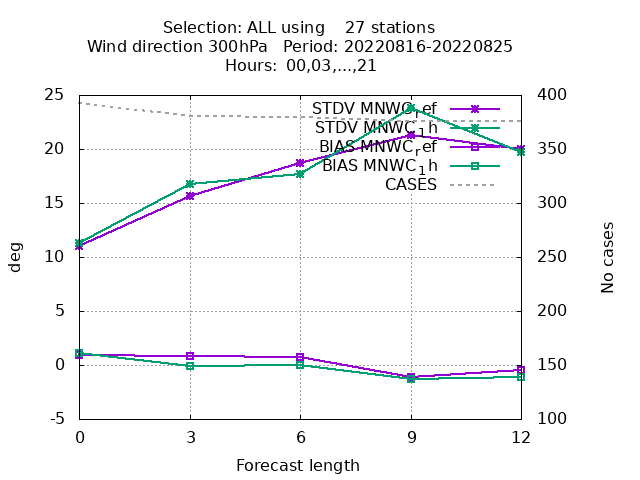 Selection: ALL using    27 stations
Wind direction 300hPa   Period: 20220816-20220825
Hours:  00,03,...,21
25
20
15
10
5
0
-5
400
350
300
250
200
150
100
0 3 6 9 12
deg
No cases
Forecast length
STDV MNWC_ref
STDV MNWC_1h
BIAS MNWC_ref
BIAS MNWC_1h
CASES